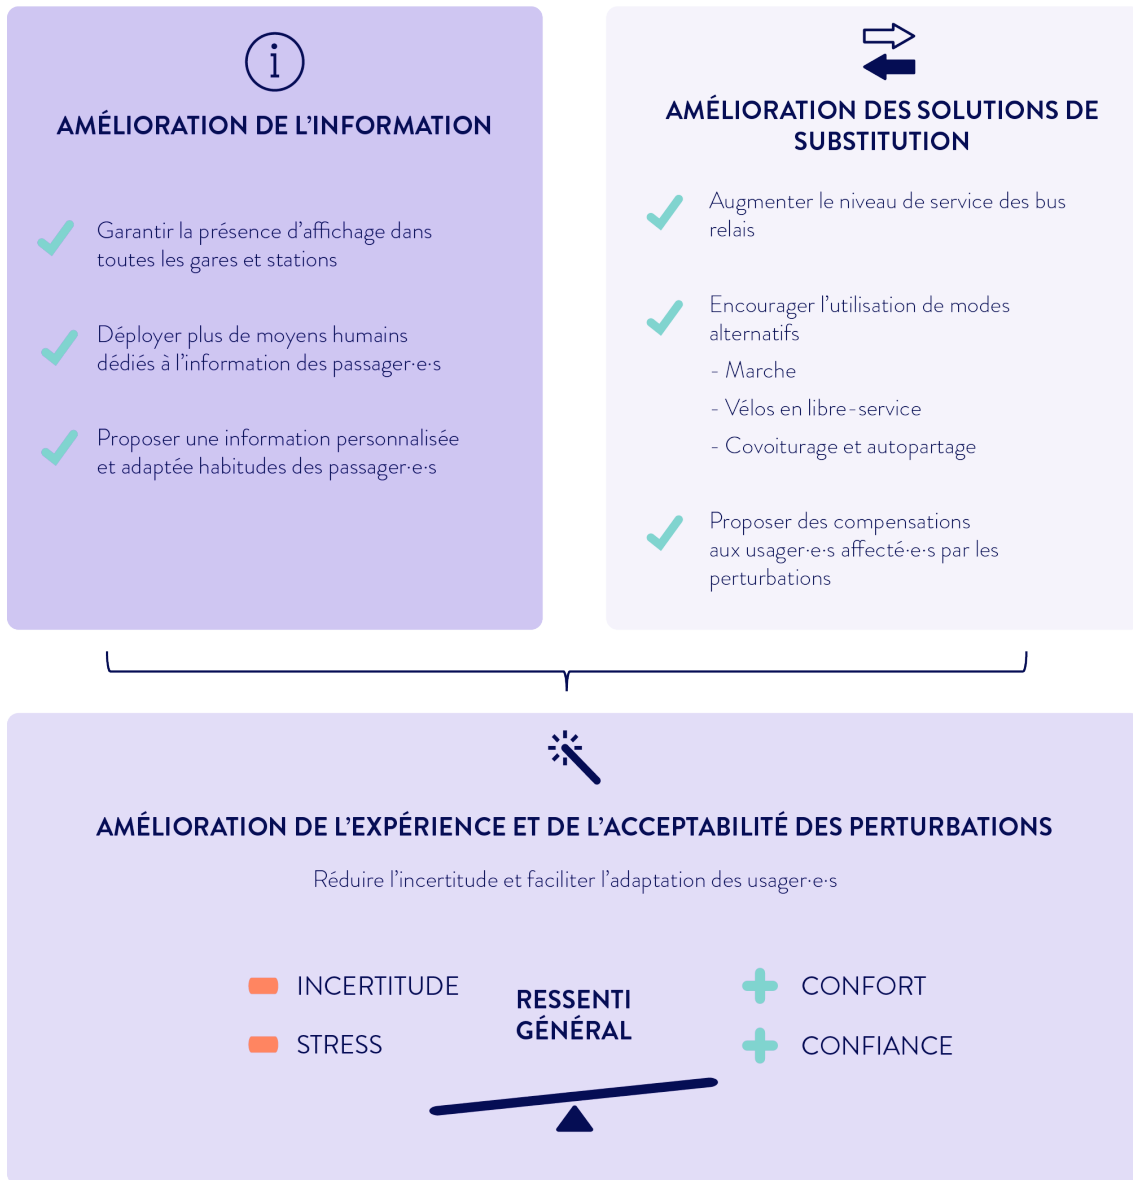 AMÉLIORATION DE L'INFORMATION
Garantir la présence d'affichage dans
toutes les gares et stations
Déployer plus de moyens humains
dédiés à l'information des passager·e·s
Proposer une information personnalisée
et adaptée habitudes des passager·e·s
AMÉLIORATION DES SOLUTIONS DE
SUBSTITUTION
Augmenter le niveau de service des bus
relais
Encourager l'utilisation de modes
alternatifs
- Marche
- Vélos en libre-service
- Covoiturage et autopartage
Proposer des compensations
aux usager·e·s affecté·e·s par les
perturbations
AMÉLIORATION DE L'EXPÉRIENCE ET DE L'ACCEPTABILITÉ DES PERTURBATIONS
Réduire l'incertitude et faciliter l'adaptation des usager·e·s
INCERTITUDE
STRESS
RESSENTI
GÉNÉRAL
CONFORT
CONFIANCE